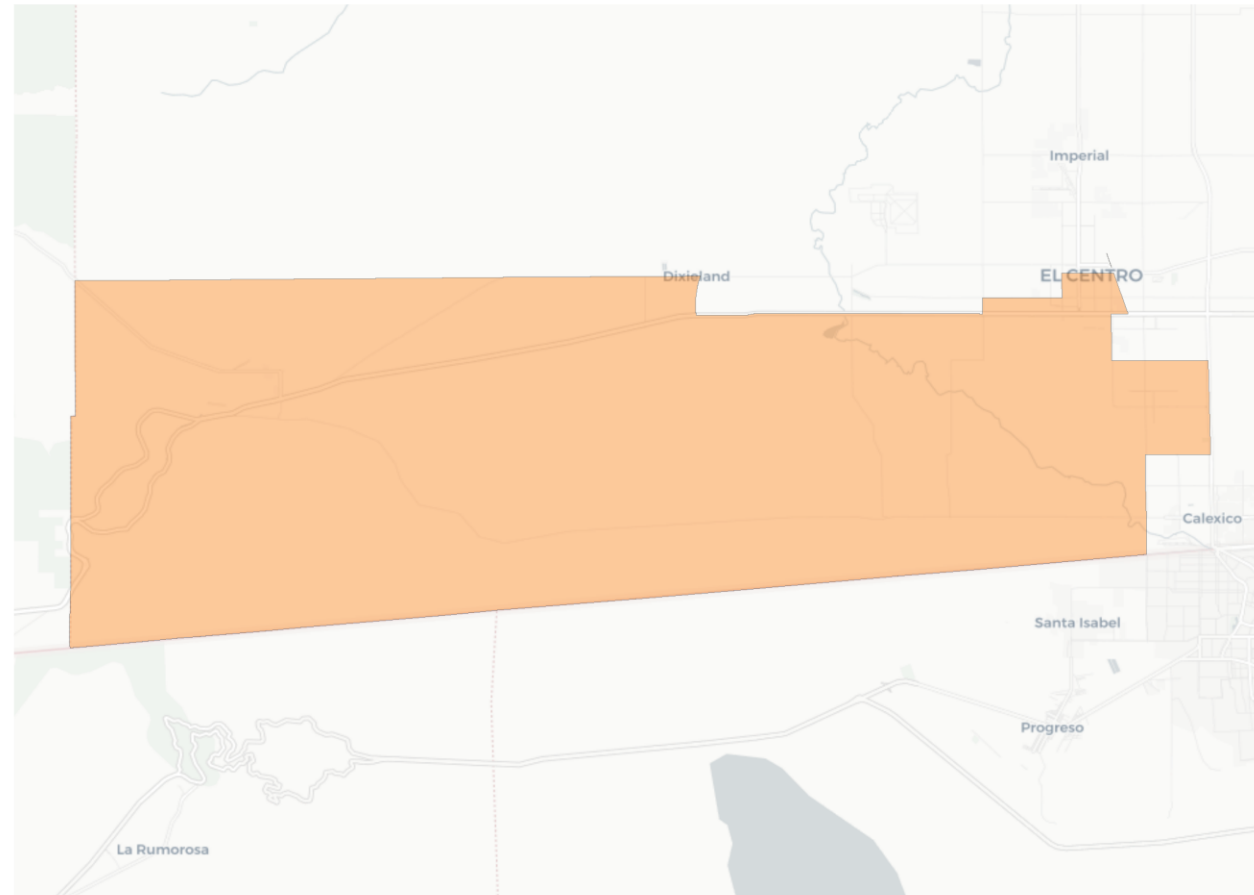 Imperial
Dixieland
EL CENTRO
Calexico
Santa Isabel
Progreso
La Rumorosa